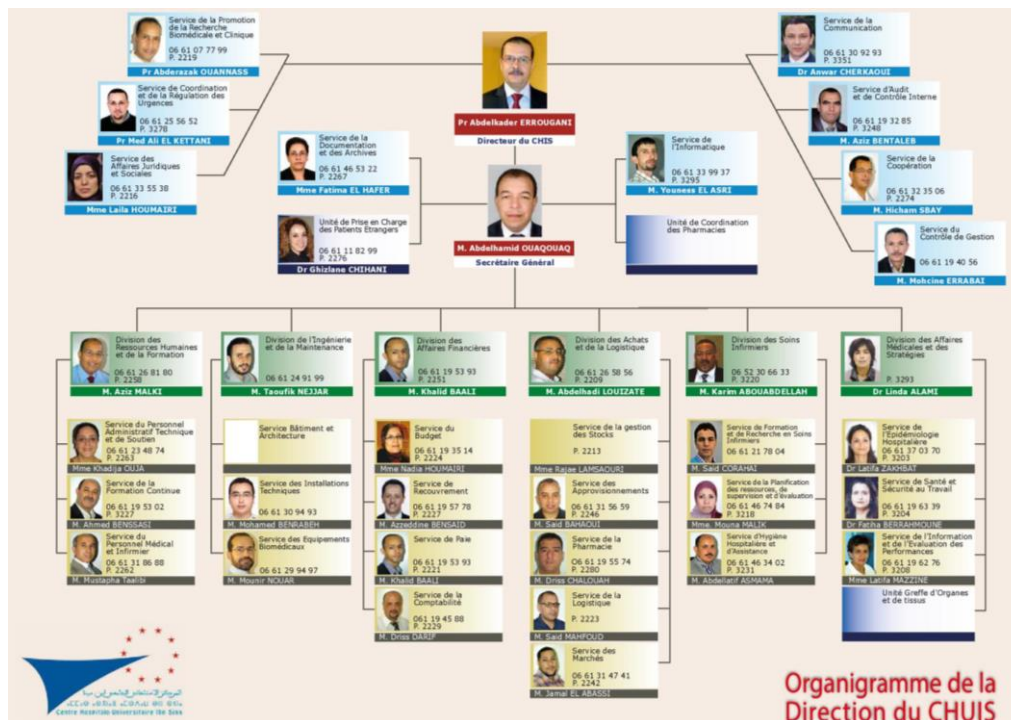 Service de la Promotion
de la Recherche
Biomédicale et Clinique
06 61 07 77 99
P. 2219
Pr Abderazak OUANNASS
Service de Coordination
et de la Régulation des
Urgences
06 61 25 56 52
P. 3278
Pr Med Ali EL KETTANI
Service des
Affaires Juridiques
et Sociales
06 61 33 55 38
P. 2216
Mme Laila HOUMAIRI
Pr Abdelkader ERROUGANI
Directeur du CHIS
Service de la
Communication
06 61 30 92 93
P. 3351
Dr Anwar CHERKAOUI
Service d'Audit
et de Contrôle Interne
06 61 19 32 85
P. 3248
M. Aziz BENTALEB
Service de la
Coopération
06 61 32 35 06
P. 2274
M. Hicham SBAY
Service du
Contrôle de Gestion
06 61 19 40 56
M. Mohcine ERRABAI
Service de la
Documentation
et des Archives
06 61 46 53 22
P. 2267
Mme Fatima EL HAFER
Unité de Prise en Charge
des Patients Etrangers
06 61 11 82 99
P. 2276
Dr Ghizlane CHIHANI
M. Abdelhamid OUAQOUAQ
Secrétaire Général
Service de
l'Informatique
06 61 33 99 37
P. 3295
M. Youness EL ASRI
Unité de Coordination
des Pharmacies
Division des
Ressources Humaines
et de la Formation
06 61 26 81 80
P. 2258
M. Aziz MALKI
Division de l'Ingénierie
et de la Maintenance
06 61 24 91 99
M. Taoufik NEJJAR
Division des
Affaires Financières
06 61 19 53 93
P. 2251
M. Khalid BAALI
Division des Achats
et de la Logistique
06 61 26 58 56
P. 2209
M. Abdelhadi LOUIZATE
Division des Soins
Infirmiers
06 52 30 66 33
P. 3220
M. Karim ABOUABDELLAH
Division des Affaires
Médicales et des
Stratégies
P. 3293
Dr Linda ALAMI
Service du Personnel
Administratif Technique
et de Soutien
06 61 23 48 74
P. 2263
Mme Khadija OUJA
Service de la
Formation Continue
06 61 19 53 02
P. 3227
M. Ahmed BENSSASI
Service du
Personnel Médical
et Infirmier
06 61 31 86 88
P. 2262
M. Mustapha Taalibi
Service Bâtiment et
Architecture
Service des Installations
Techniques
06 61 30 94 93
M. Mohamed BENRABEH
Service des Equipements
Biomédicaux
06 61 29 94 97
M. Mounir NOUAR
Service du
Budget
06 61 19 35 14
P. 2224
Mme Nadia HOUMAIRI
Service de
Recouvrement
06 61 19 57 78
P. 2227
M. Azzeddine BENSAID
Service de Paie
06 61 19 53 93
P. 2221
M. Khalid BAALI
Service de la
Comptabilité
061 19 45 88
P. 2229
M. Driss DARIF
Service de la gestion
des Stocks
P. 2213
Mme Rajae LAMSAOURI
Service des
Approvisionnements
06 61 31 56 59
P. 2246
M. Said BAHAOUI
Service de la
Pharmacie
06 61 19 55 74
P. 2280
M. Driss CHALOUAH
Service de la
Logistique
P. 2223
M. Said MAHFOUD
Service des
Marchés
06 61 31 47 41
P. 2242
M. Jamal EL ABASSI
Service de Formation
et de Recherche en Soins
Infirmiers
06 61 21 78 04
M. Said CORAHAI
Service de la Planification
des ressources, de
supervision et d'évaluation
06 61 46 74 84
P. 3218
Mme. Mouna MALIK
Service d'Hygiène
Hospitalière et
d'Assistance
06 61 46 34 02
P. 3231
M. Abdellatif ASMAMA
Service de
l'Epidémiologie
Hospitalière
06 61 37 03 70
P. 3203
Dr Latifa ZAKHBAT
Service de Santé et
Sécurité au Travail
06 61 19 63 39
P. 3204
Dr Fatiha BERRAHMOUNE
Service de l'Information
et de l'Evaluation des
Performances
06 61 19 62 76
P. 3208
Mme Latifa MAZZINE
Unité Greffe d'Organes
et de tissus
Centre Hospitalo-Universitaire Ibn Sina
Organigramme de la
Direction du CHUIS